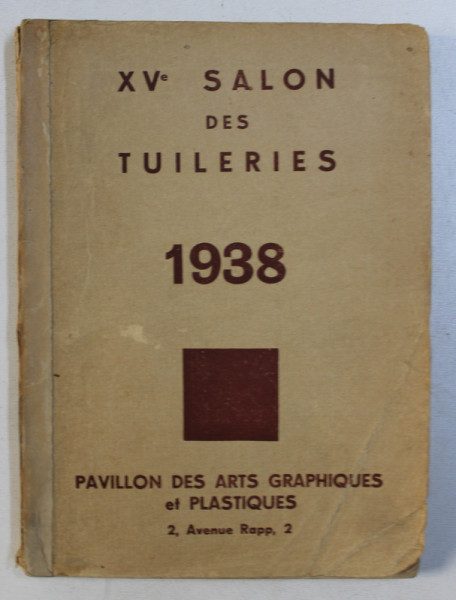 XVe SALON
DES
TUILERIES
1938
PAVILLON DES ARTS GRAPHIQUES
et PLASTIQUES
2, Avenue Rapp, 2